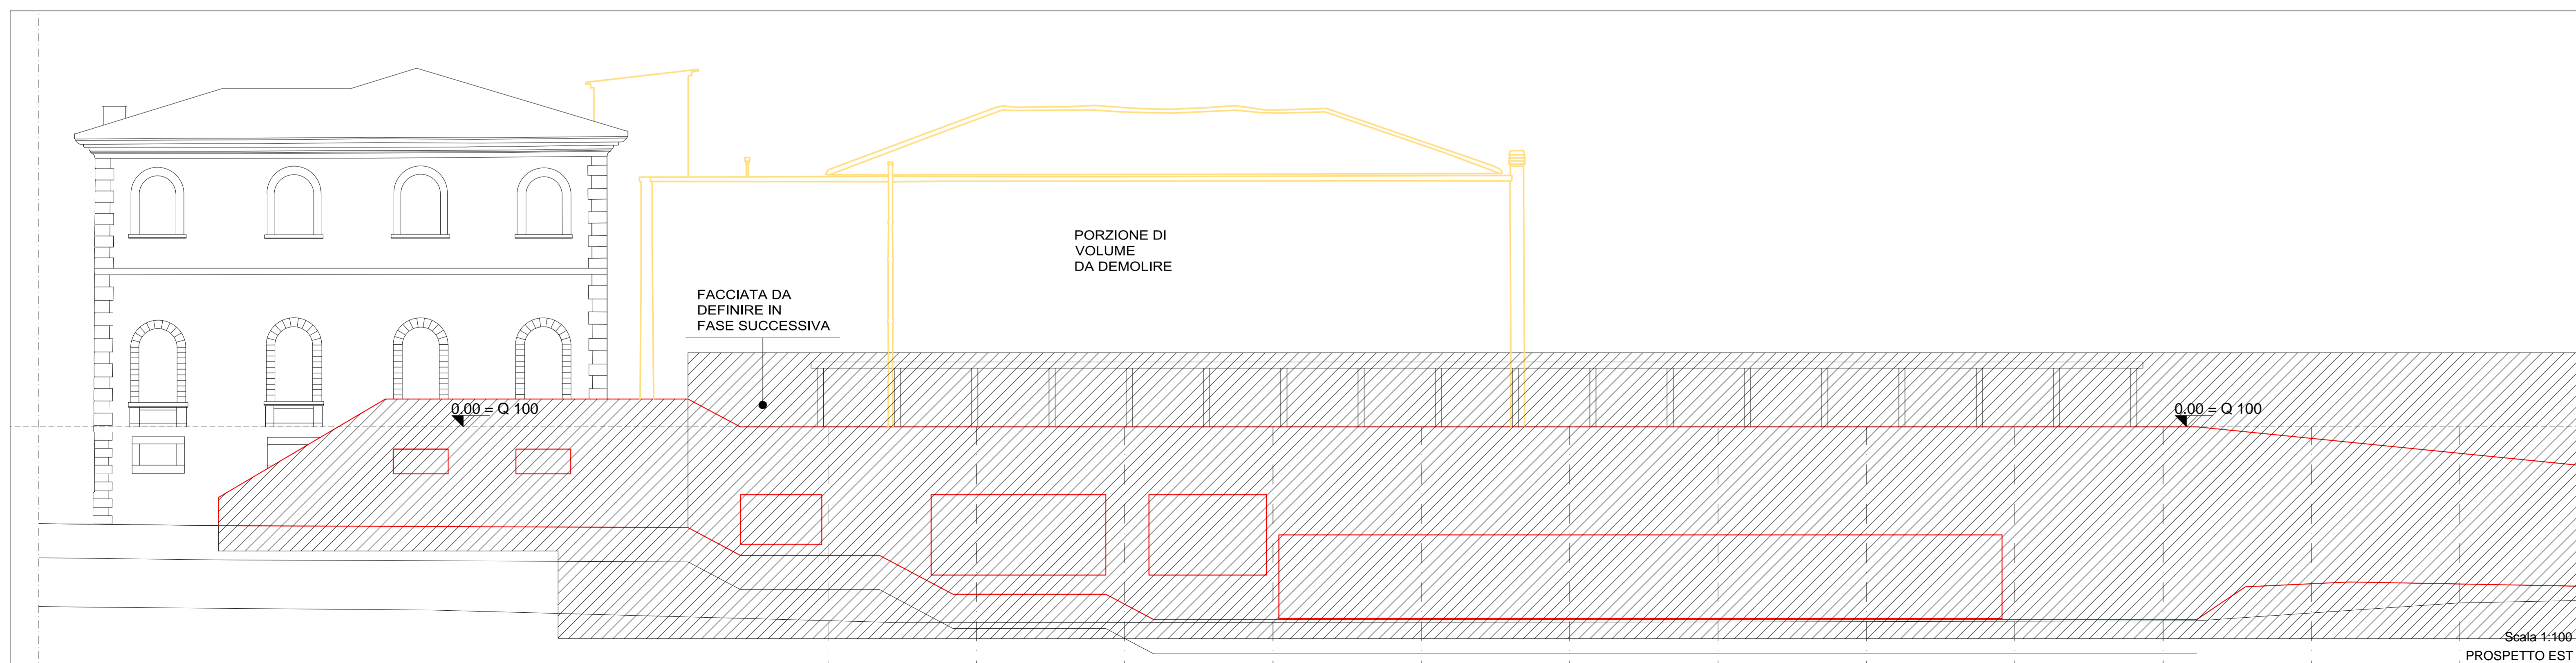 PORZIONE DI
VOLUME
DA DEMOLIRE
FACCIATA DA
DEFINIRE IN
FASE SUCCESSIVA
0.00 = Q 100
0.00 = Q 100
Scala 1:100
PROSPETTO EST